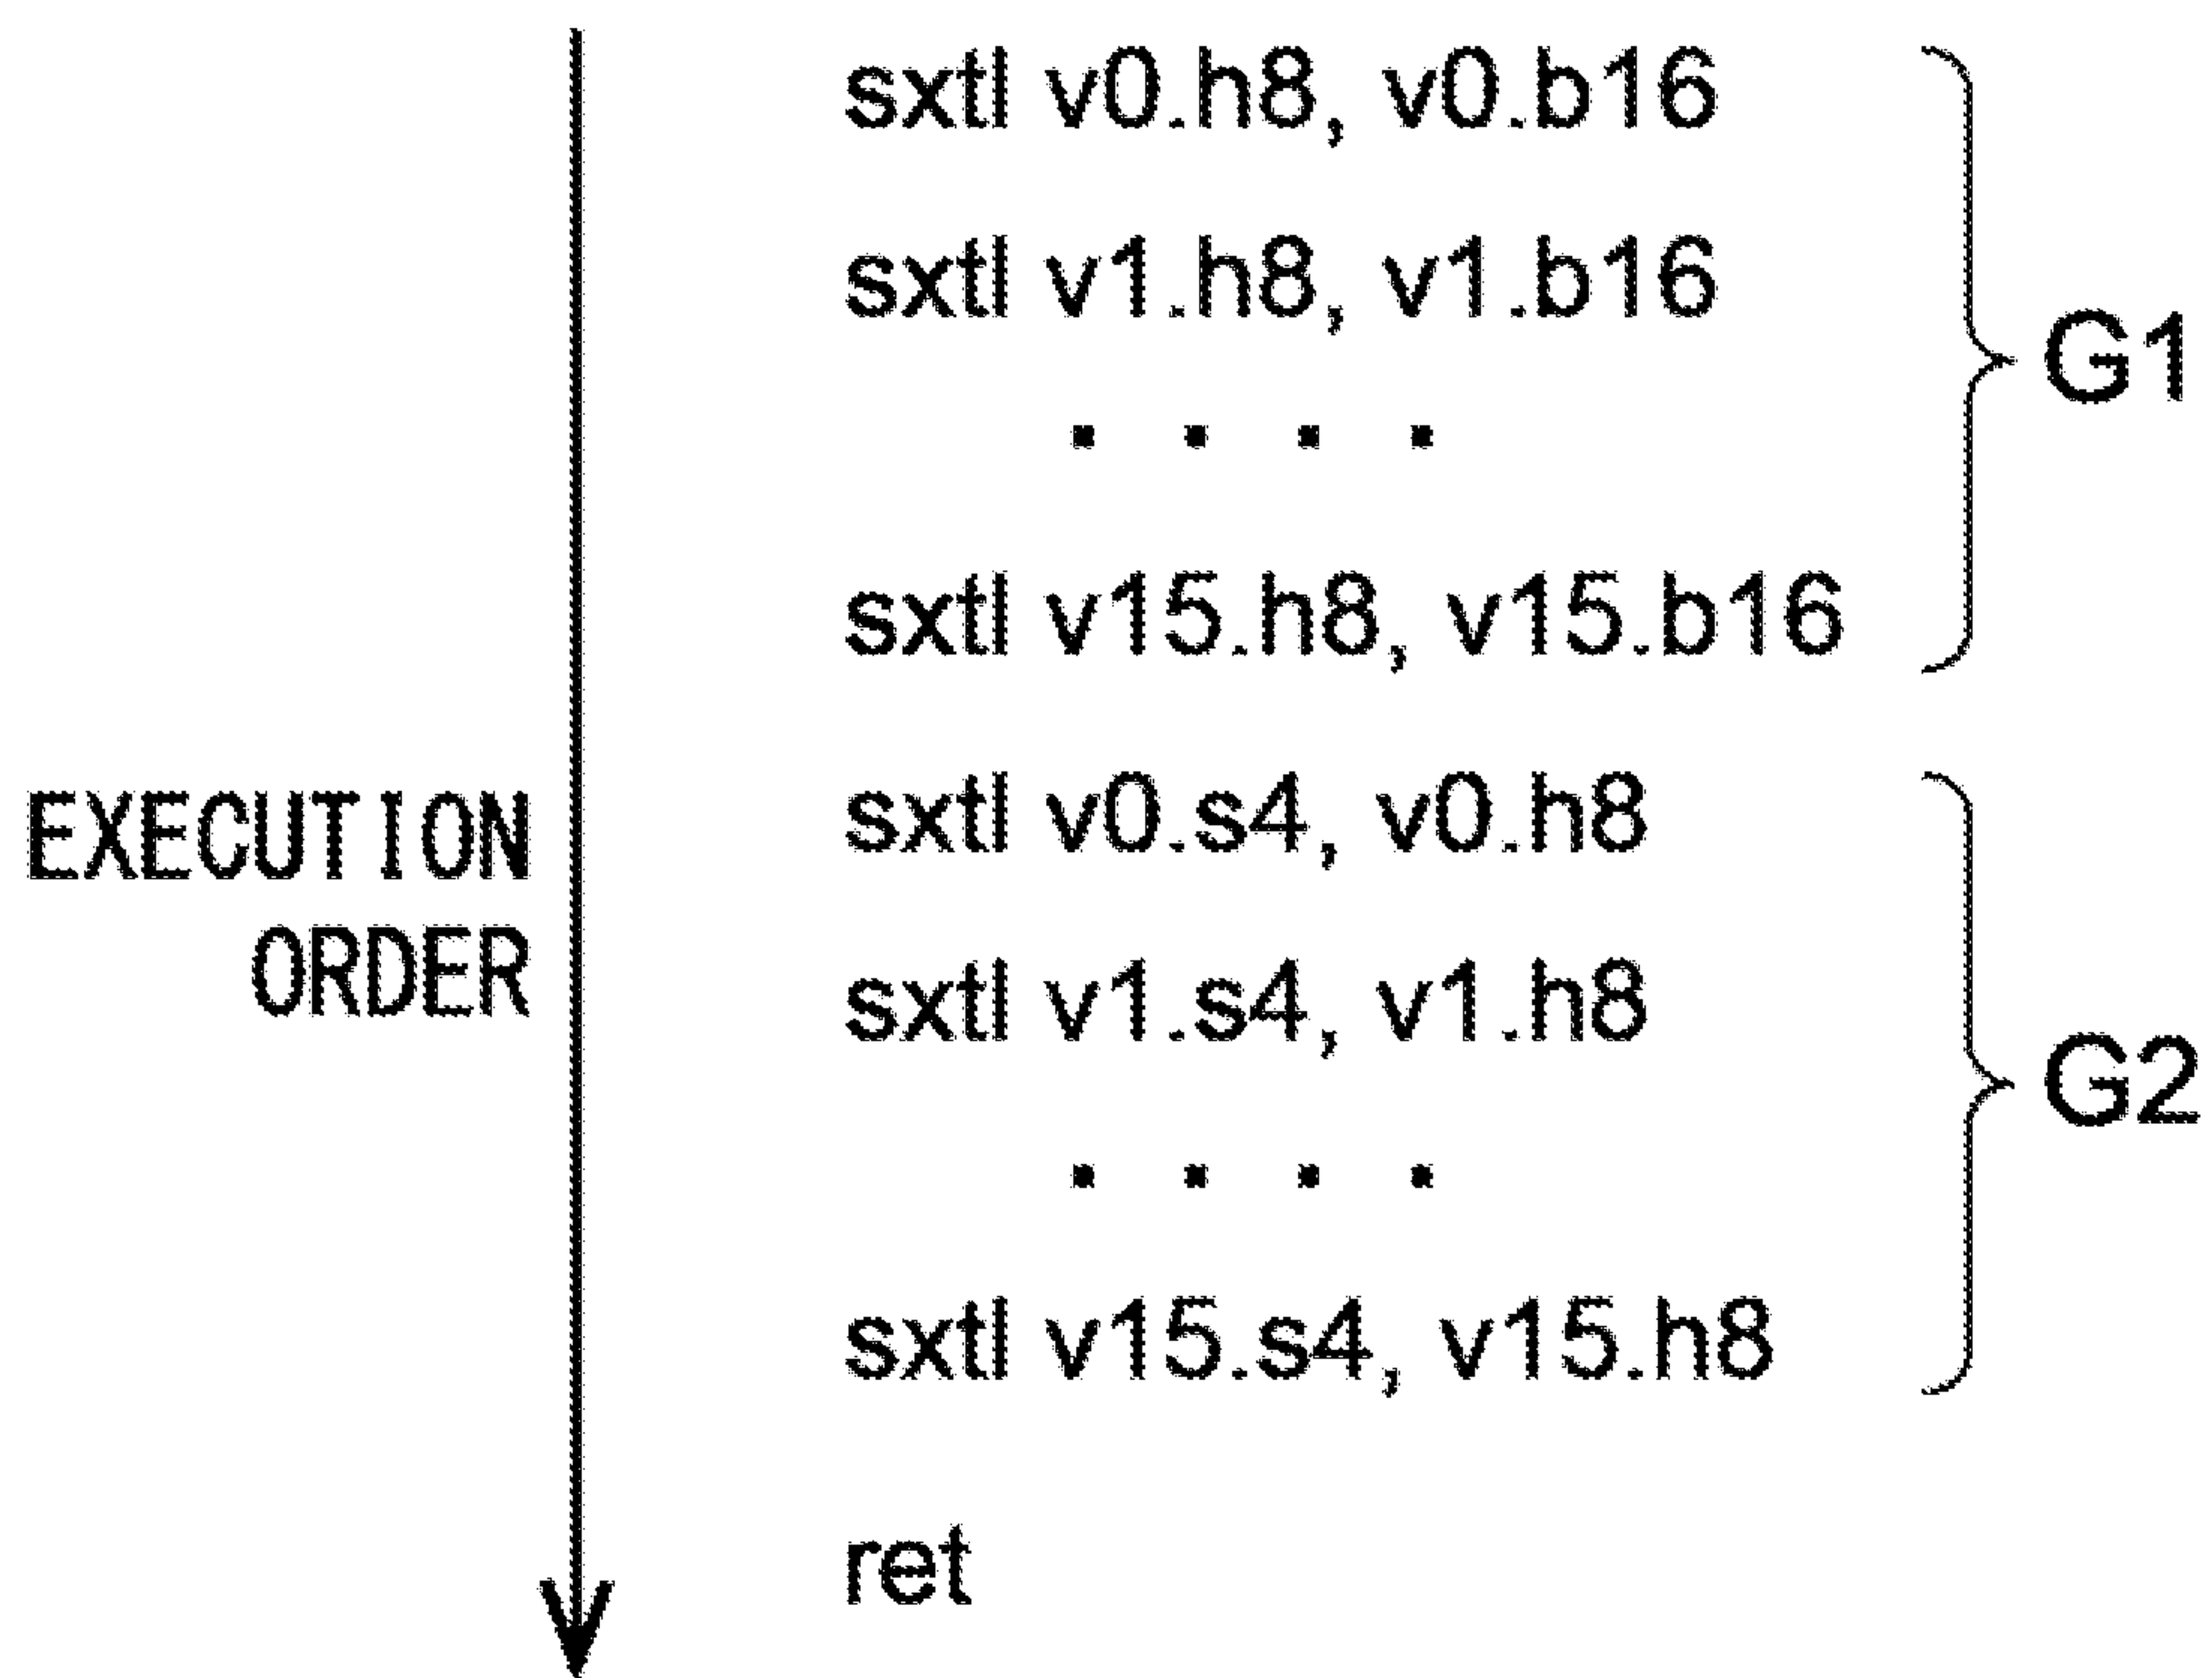 sxtl v0.h8, v0.b16
sxtl v1.h8, v1.b16
. . . .
sxtl v15.h8, v15.b16
G1
EXECUTION
ORDER
sxtl v0.s4, v0.h8
sxtl v1.s4, v1.h8
. . . .
sxtl v15.s4, v15.h8
G2
ret